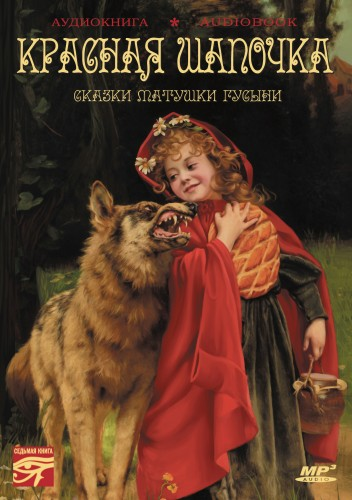 АУДИОКНИГА * AUDIOBOOK
КРАСНАЯ ШАПОЧКА
СКАЗКИ МАТУШКИ ГУСЫНИ
СЕДЬМАЯ КНИГА
MP3
AUDIO